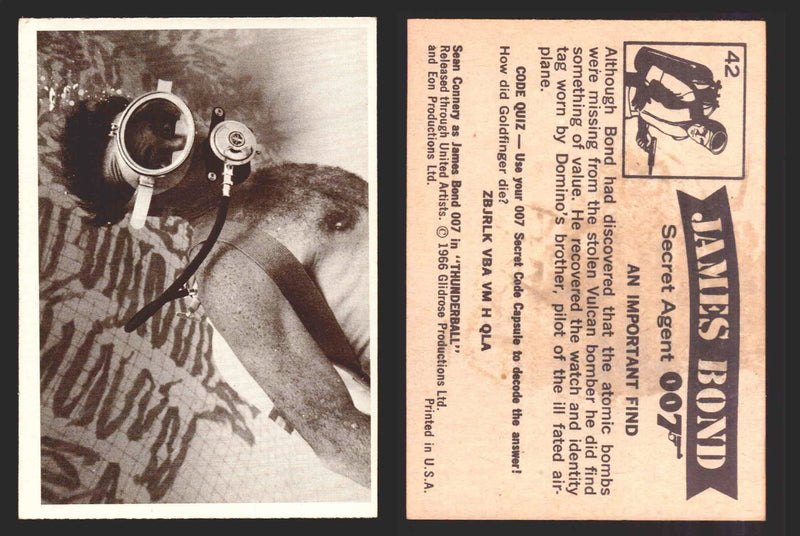 42
JAMES BOND
Secret Agent 007
AN IMPORTANT FIND
Although Bond had discovered that the atomic bombs
were missing from the stolen Vulcan bomber he did find
something of value. He recovered the watch and identity
tag worn by Domino's brother, pilot of the ill fated air-
plane.
CODE QUIZ — Use your 007 Secret Code Capsule to decode the answer!
How did Goldfinger die?
ZBJRLK VBA VM H QLA
Sean Connery as James Bond 007 in "THUNDERBALL"
Released through United Artists. © 1966 Glidrose Productions Ltd.
and Eon Productions Ltd.
Printed in U.S.A.